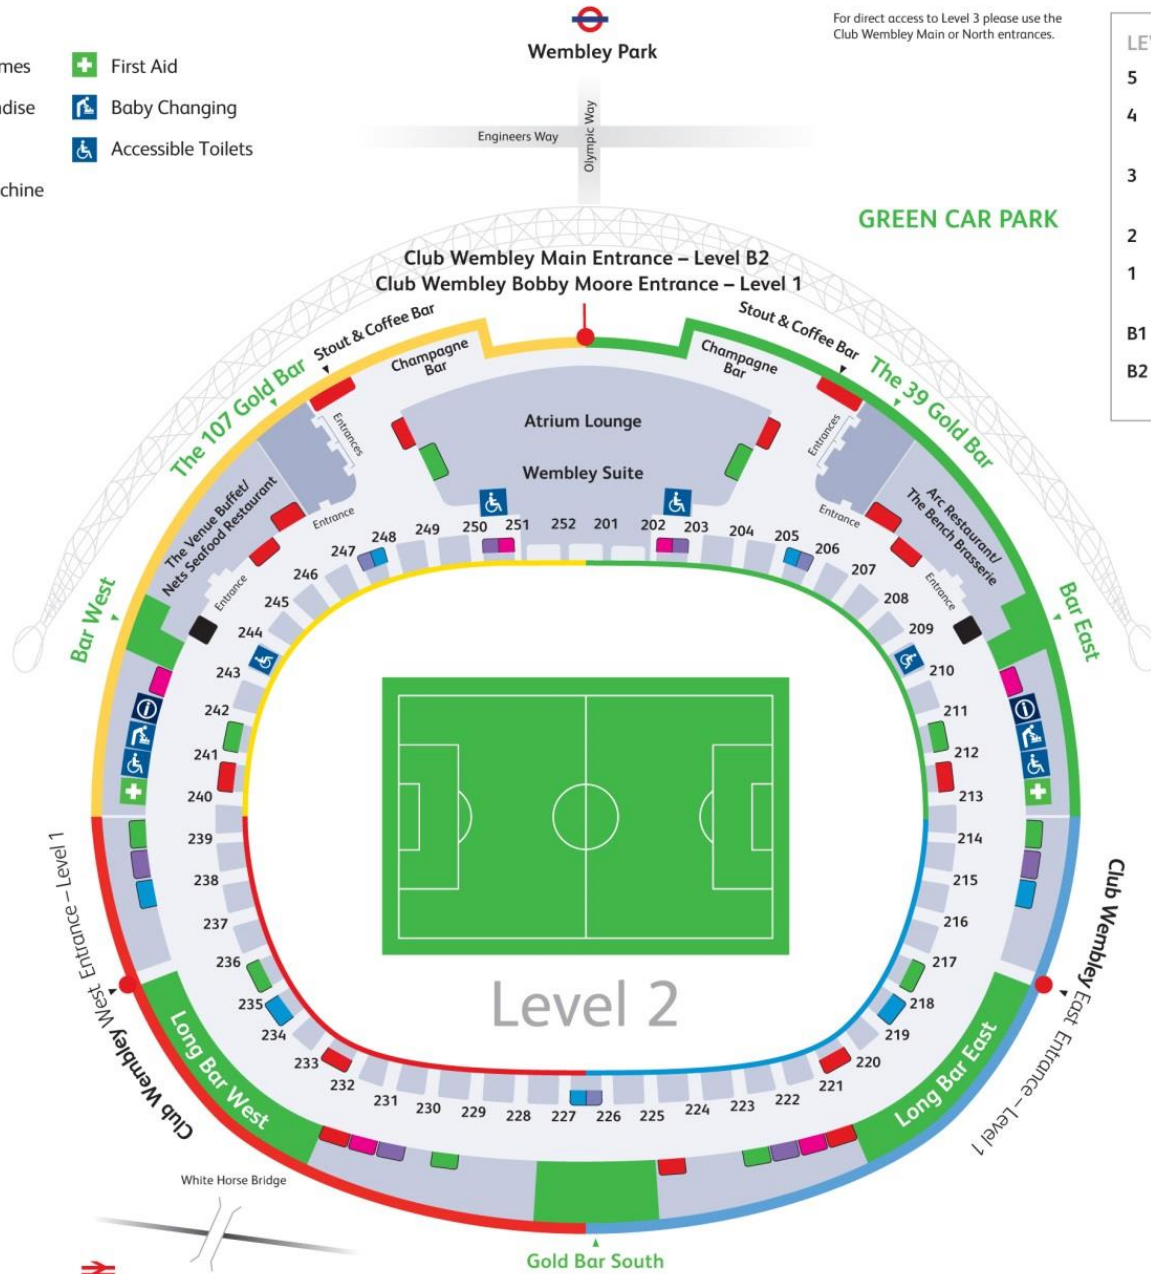 Wembley Park
For direct access to Level 3 please use the
Club Wembley Main or North entrances.
mes
First Aid
Baby Changing
Accessible Toilets
chine
Engineers Way
Olympic Way
LE
5
4
3
2
1
B1
B2
GREEN CAR PARK
Club Wembley Main Entrance – Level B2
Club Wembley Bobby Moore Entrance – Level 1
Stout & Coffee Bar
Stout & Coffee Bar
Champagne
Bar
Champagne
Bar
The 107 Gold Bar
The 39 Gold Bar
Entrances
Entrances
Atrium Lounge
Wembley Suite
The Venue Buffet/
Nets Seafood Restaurant
Arc Restaurant/
The Bench Brasserie
Entrance
Entrance
Entrance
Entrance
Bar West
Bar East
201
202
203
204
205
206
207
208
209
210
211
212
213
214
215
216
217
218
219
220
221
222
223
224
225
226
227
228
229
230
231
232
233
234
235
236
237
238
239
240
241
242
243
244
245
246
247
248
249
250
251
252
Level 2
Club Wembley West Entrance – Level 1
Club Wembley East Entrance – Level 1
Club Wembley
Long Bar West
Long Bar East
White Horse Bridge
Gold Bar South